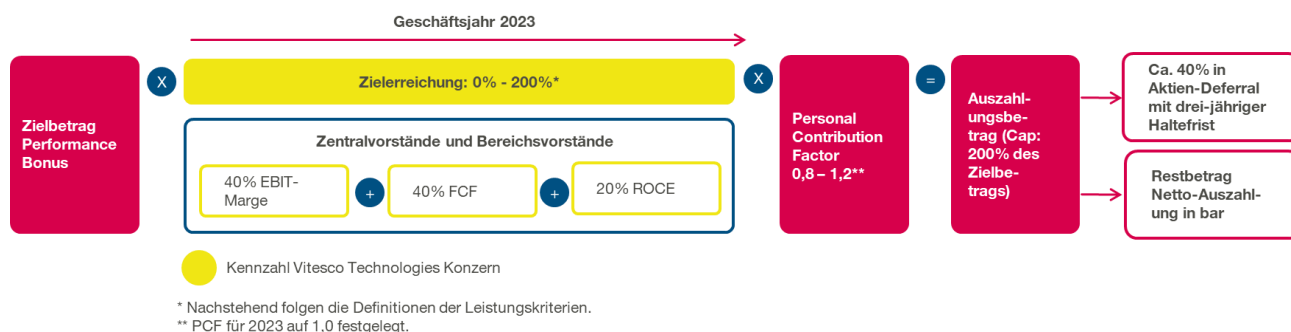 Geschäftsjahr 2023
Zielbetrag
Performance
Bonus
X
Zielerreichung: 0% - 200%*
Zentralvorstände und Bereichsvorstände
40% EBIT-
Marge
+
40% FCF
+
20% ROCE
X
Personal
Contribution
Factor
0,8 – 1,2**
=
Auszahl-
ungsbe-
trag (Cap:
200% des
Zielbe-
trags)
Ca. 40% in
Aktien-Deferral
mit drei-jähriger
Haltefrist
Restbetrag
Netto-Auszahl-
ung in bar
Kennzahl Vitesco Technologies Konzern
* Nachstehend folgen die Definitionen der Leistungskriterien.
** PCF für 2023 auf 1,0 festgelegt.